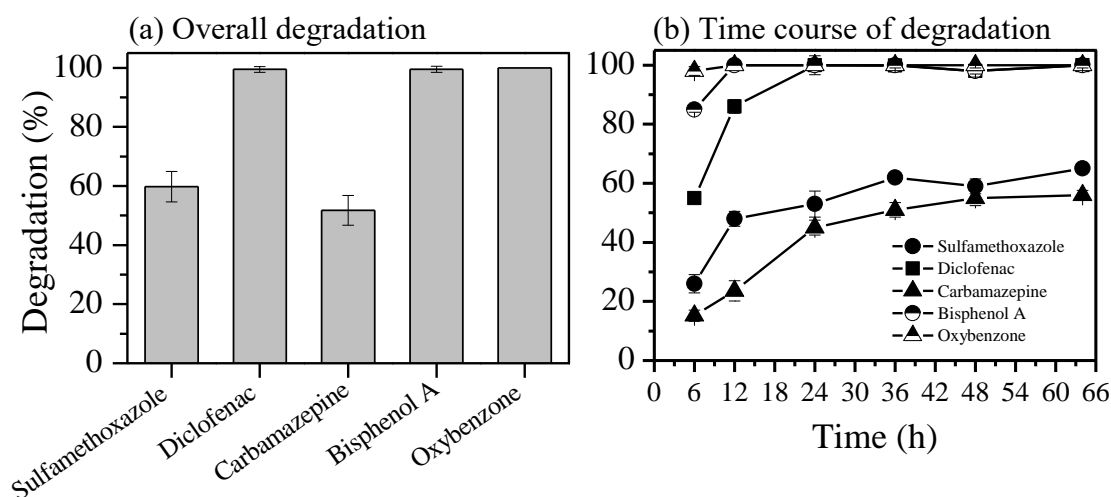 (a) Overall degradation
Degradation (%)
100
80
60
40
20
0
Sulfamethoxazole
Diclofenac
Carbamazepine
Bisphenol A
Oxybenzone
(b) Time course of degradation
100
80
60
40
20
0
Sulfamethoxazole
Diclofenac
Carbamazepine
Bisphenol A
Oxybenzone
0 6 12 18 24 30 36 42 48 54 60 66
Time (h)